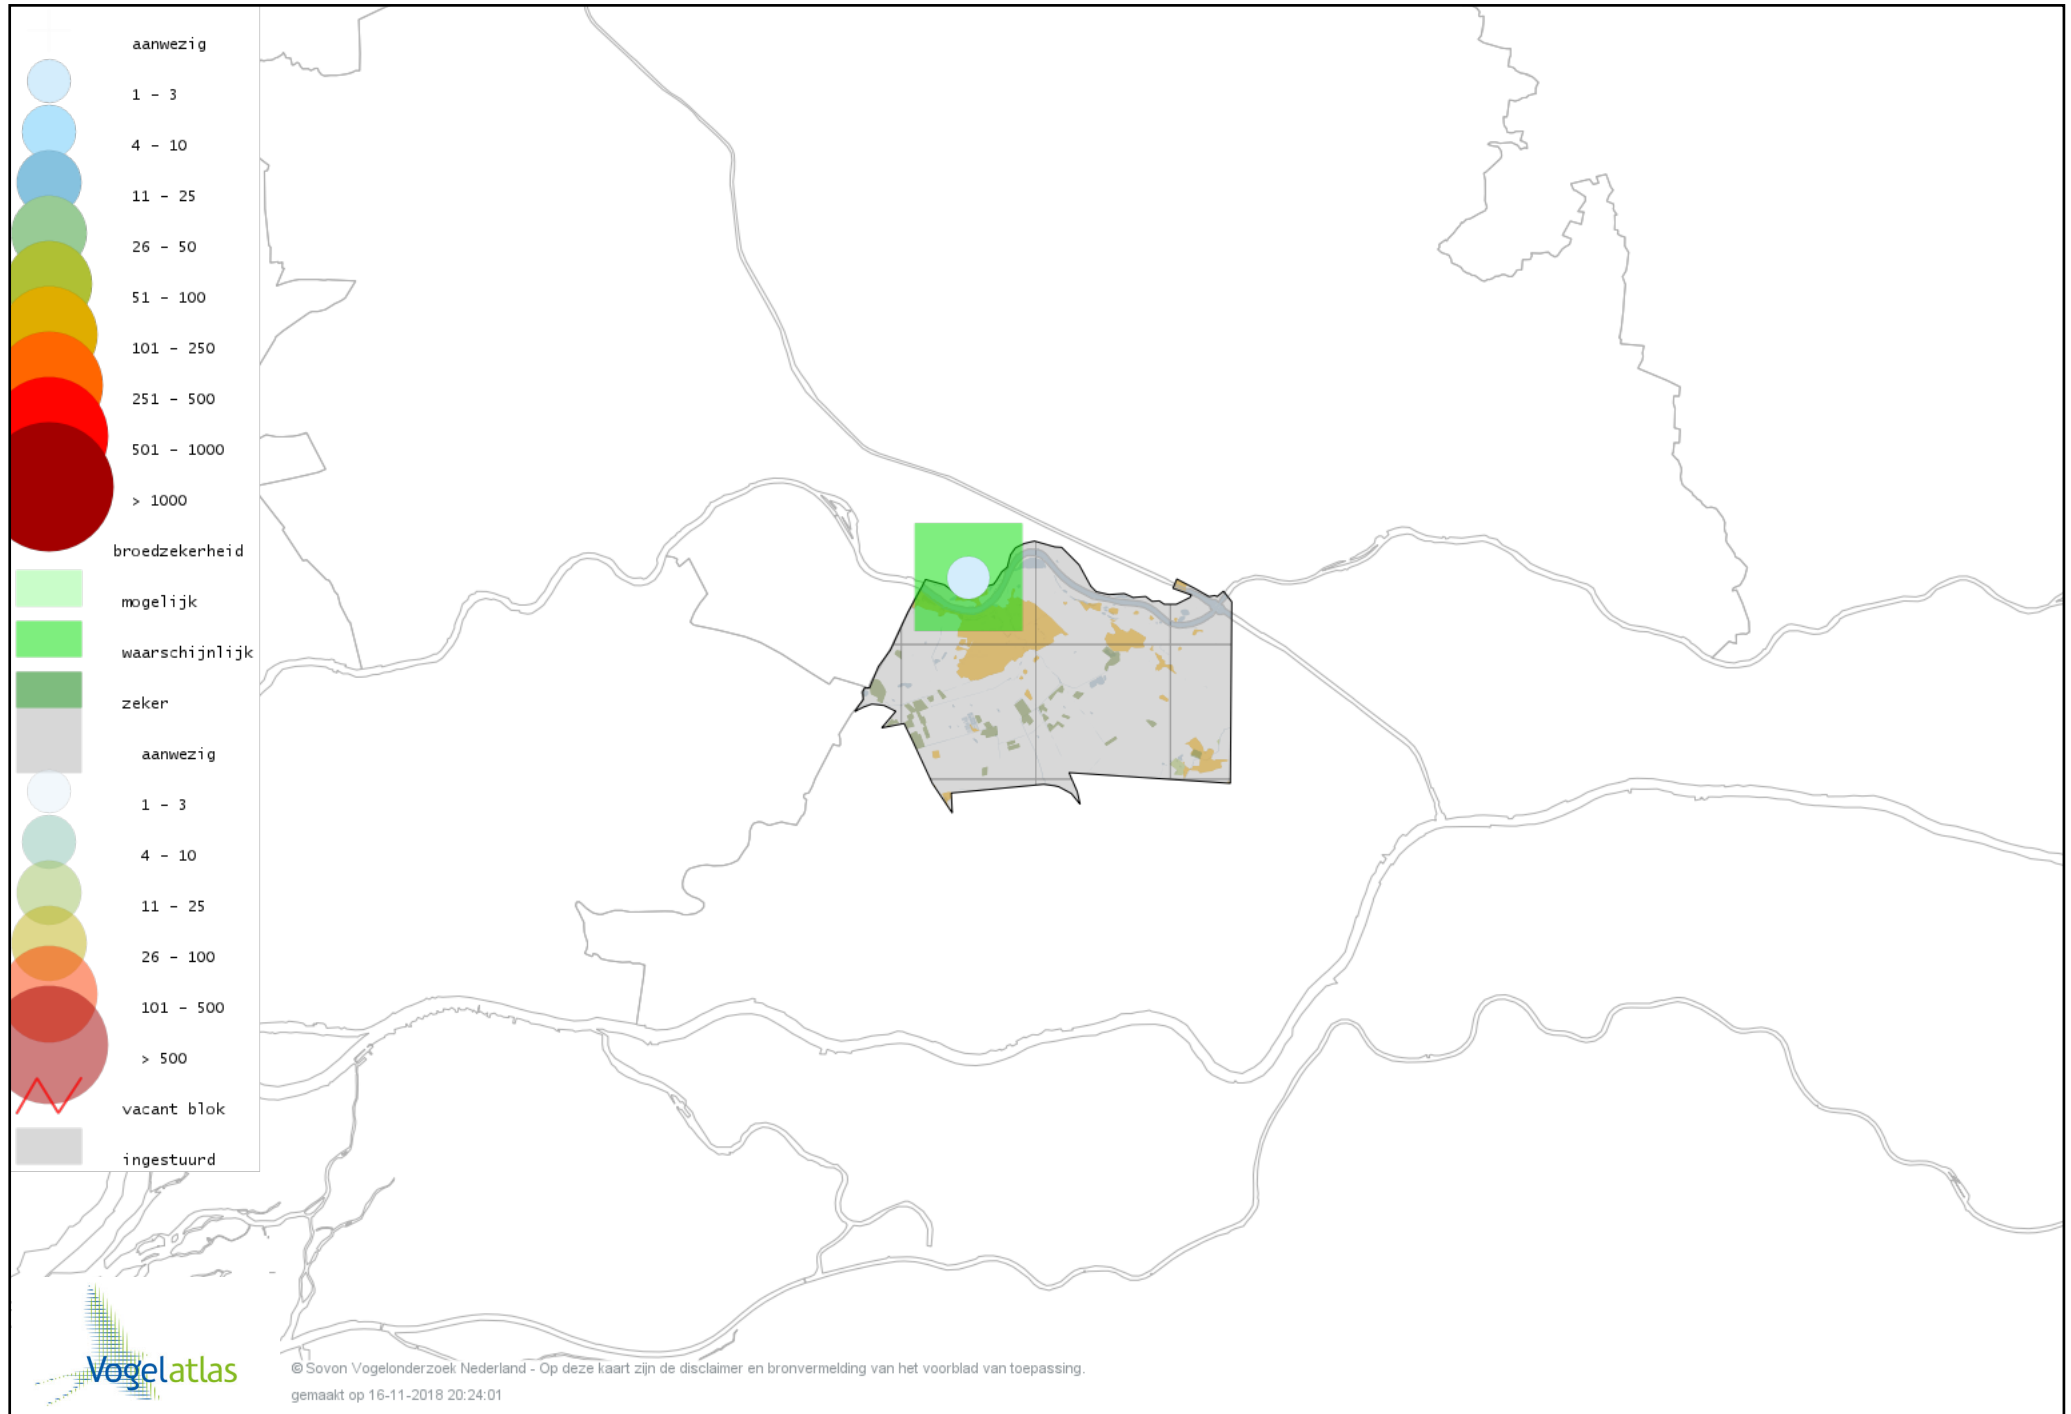 aanwezig
1 - 3
4 - 10
11 - 25
26 - 50
51 - 100
101 - 250
251 - 500
501 - 1000
> 1000
broedzekerheid
mogelijk
waarschijnlijk
zeker
aanwezig
1 - 3
4 - 10
11 - 25
26 - 100
101 - 500
> 500
vacant blok
ingestuurd
Vogelatlas
© Sovon Vogelonderzoek Nederland - Op deze kaart zijn de disclaimer en bronvermelding van het voorblad van toepassing.
gemaakt op 16-11-2018 20:24:01